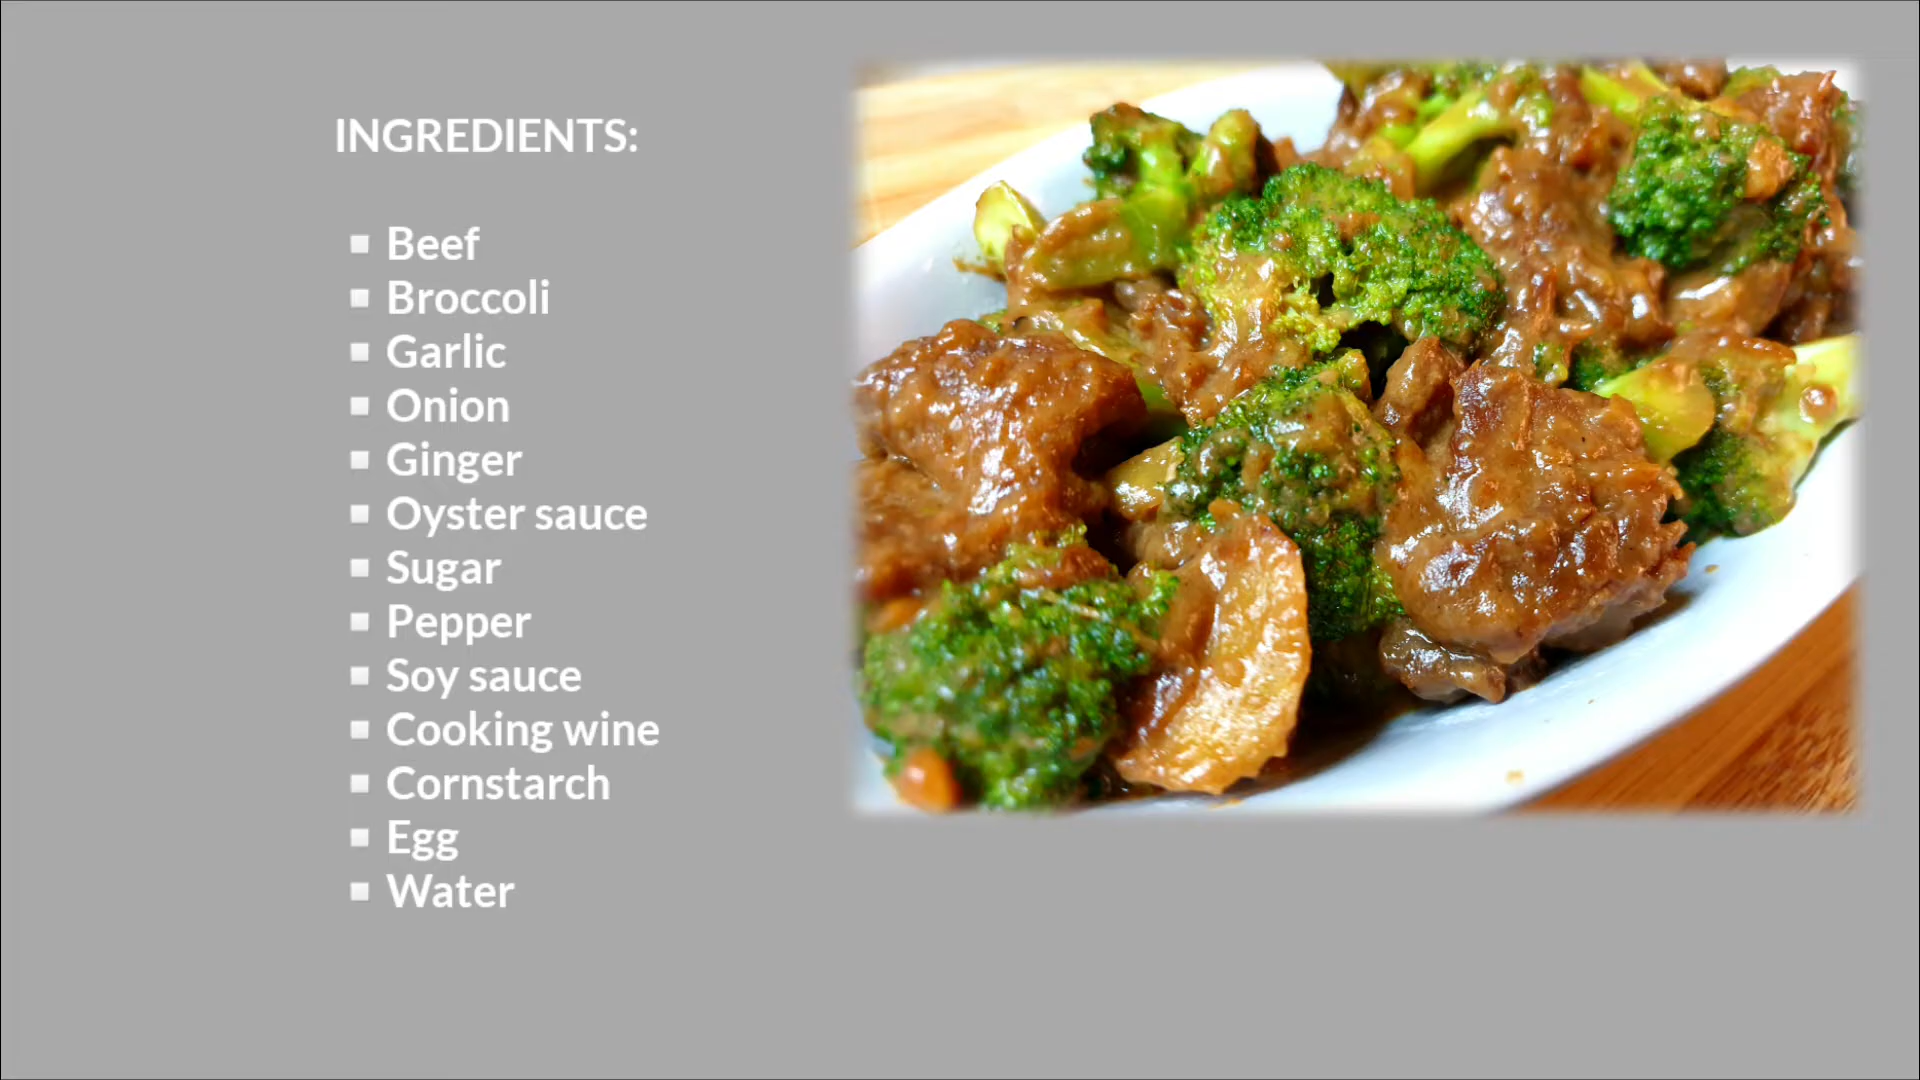 INGREDIENTS:
Beef
Broccoli
Garlic
Onion
Ginger
Oyster sauce
Sugar
Pepper
Soy sauce
Cooking wine
Cornstarch
Egg
Water